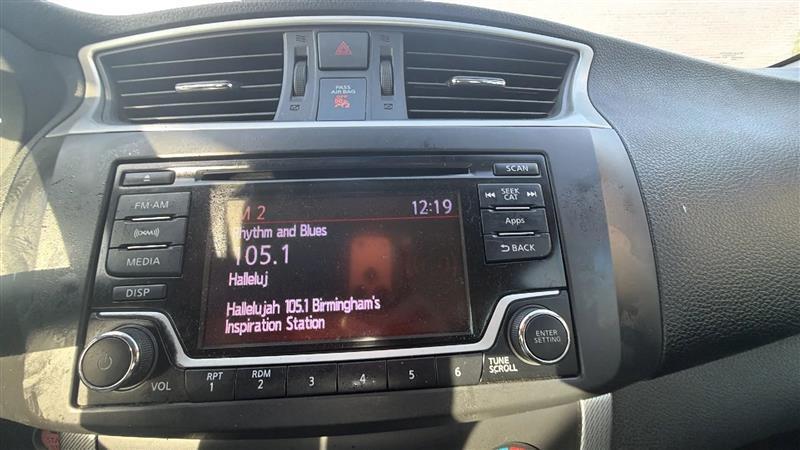 PASS
AIR BAG
OFF
SCAN
FM·AM
M 2
12:19
SEEK
CAT
Rhythm and Blues
((XM))
105.1
Apps
MEDIA
BACK
Halleluj
DISP
Hallelujah 105.1 Birmingham's
Inspiration Station
ENTER
SETTING
VOL
RPT
1
RDM
2
3
4
5
6
TUNE
SCROLL